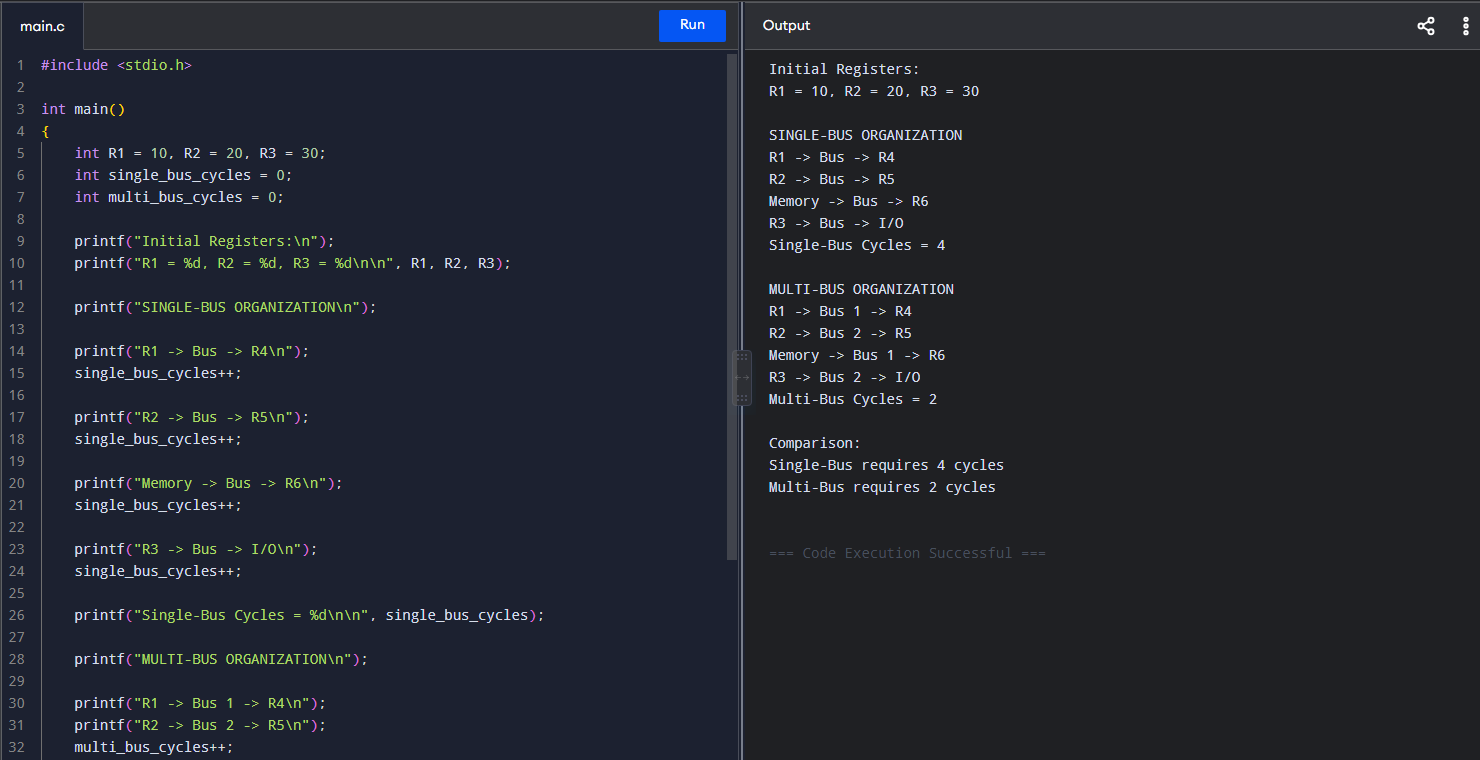 main.c
Run
1 #include <stdio.h>
2
3 int main()
4 {
5     int R1 = 10, R2 = 20, R3 = 30;
6     int single_bus_cycles = 0;
7     int multi_bus_cycles = 0;
8
9     printf("Initial Registers:\n");
10     printf("R1 = %d, R2 = %d, R3 = %d\n\n", R1, R2, R3);
11
12     printf("SINGLE-BUS ORGANIZATION\n");
13
14     printf("R1 -> Bus -> R4\n");
15     single_bus_cycles++;
16
17     printf("R2 -> Bus -> R5\n");
18     single_bus_cycles++;
19
20     printf("Memory -> Bus -> R6\n");
21     single_bus_cycles++;
22
23     printf("R3 -> Bus -> I/O\n");
24     single_bus_cycles++;
25
26     printf("Single-Bus Cycles = %d\n\n", single_bus_cycles);
27
28     printf("MULTI-BUS ORGANIZATION\n");
29
30     printf("R1 -> Bus 1 -> R4\n");
31     printf("R2 -> Bus 2 -> R5\n");
32     multi_bus_cycles++;
Output
Initial Registers:
R1 = 10, R2 = 20, R3 = 30

SINGLE-BUS ORGANIZATION
R1 -> Bus -> R4
R2 -> Bus -> R5
Memory -> Bus -> R6
R3 -> Bus -> I/O
Single-Bus Cycles = 4

MULTI-BUS ORGANIZATION
R1 -> Bus 1 -> R4
R2 -> Bus 2 -> R5
Memory -> Bus 1 -> R6
R3 -> Bus 2 -> I/O
Multi-Bus Cycles = 2

Comparison:
Single-Bus requires 4 cycles
Multi-Bus requires 2 cycles

=== Code Execution Successful ===